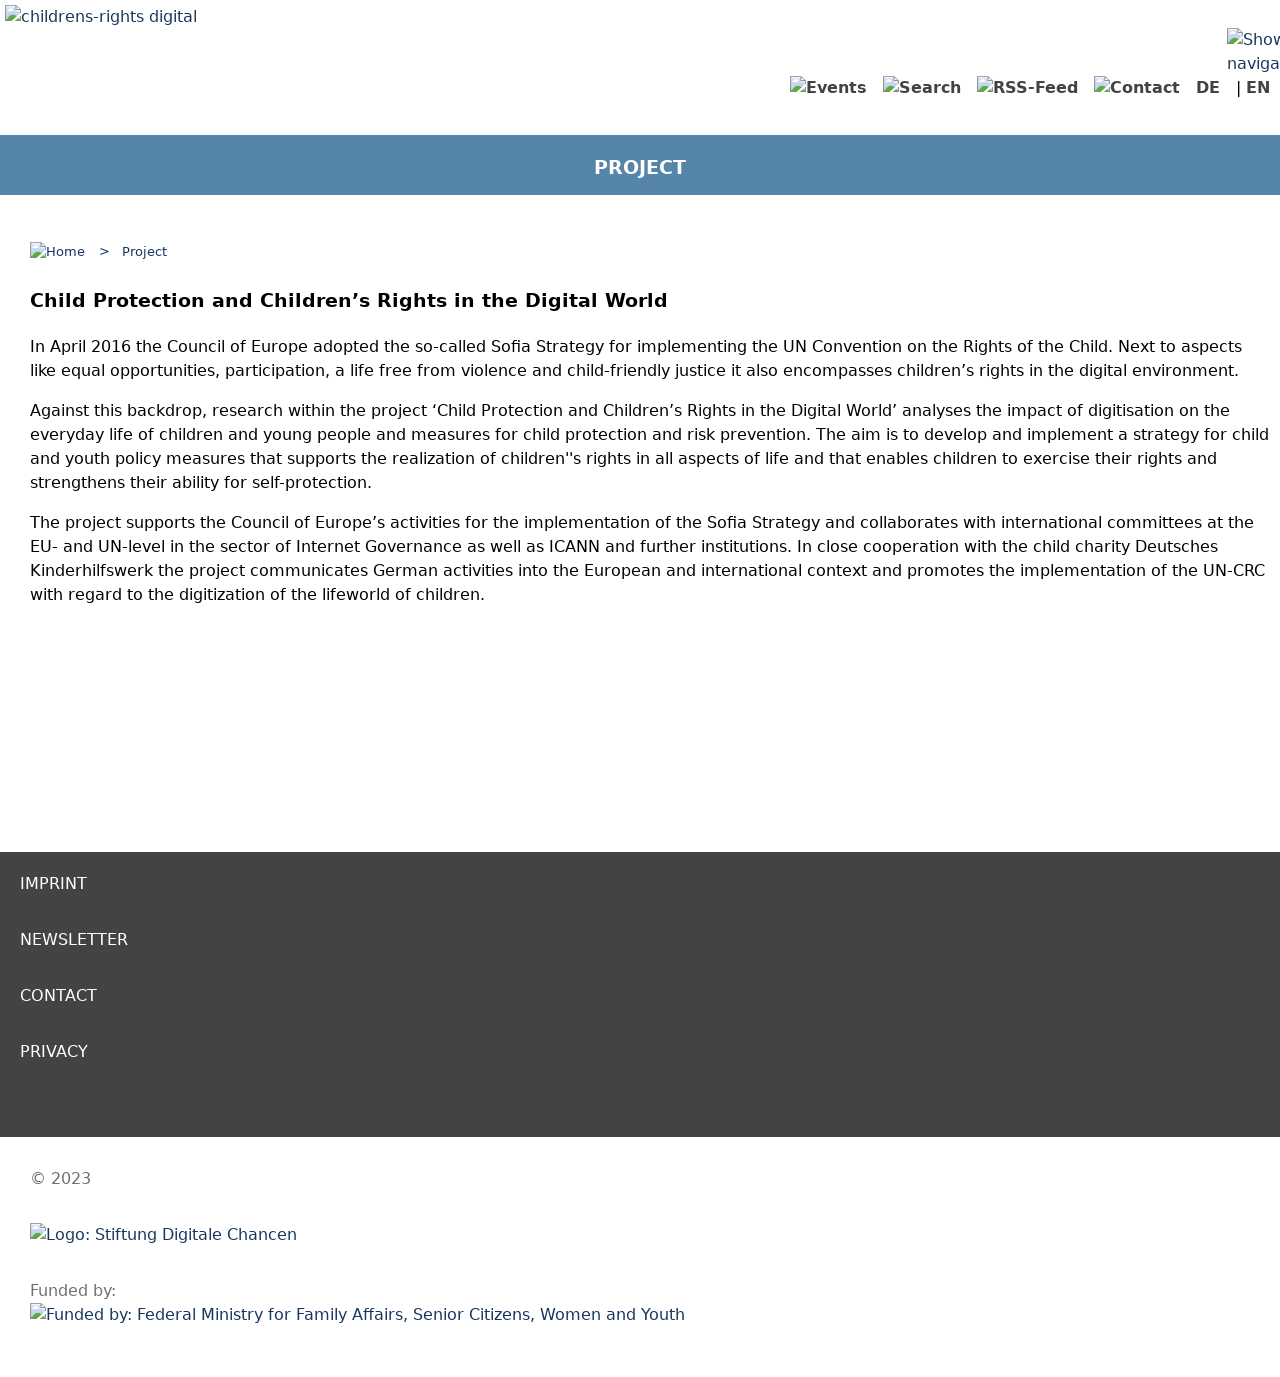 childrens-rights digital
Show
naviga
Events Search RSS-Feed Contact DE | EN
PROJECT
Home > Project
Child Protection and Children’s Rights in the Digital World
In April 2016 the Council of Europe adopted the so-called Sofia Strategy for implementing the UN Convention on the Rights of the Child. Next to aspects
like equal opportunities, participation, a life free from violence and child-friendly justice it also encompasses children’s rights in the digital environment.
Against this backdrop, research within the project ‘Child Protection and Children’s Rights in the Digital World’ analyses the impact of digitisation on the
everyday life of children and young people and measures for child protection and risk prevention. The aim is to develop and implement a strategy for child
and youth policy measures that supports the realization of children''s rights in all aspects of life and that enables children to exercise their rights and
strengthens their ability for self-protection.
The project supports the Council of Europe’s activities for the implementation of the Sofia Strategy and collaborates with international committees at the
EU- and UN-level in the sector of Internet Governance as well as ICANN and further institutions. In close cooperation with the child charity Deutsches
Kinderhilfswerk the project communicates German activities into the European and international context and promotes the implementation of the UN-CRC
with regard to the digitization of the lifeworld of children.
IMPRINT
NEWSLETTER
CONTACT
PRIVACY
© 2023
Logo: Stiftung Digitale Chancen
Funded by:
Funded by: Federal Ministry for Family Affairs, Senior Citizens, Women and Youth